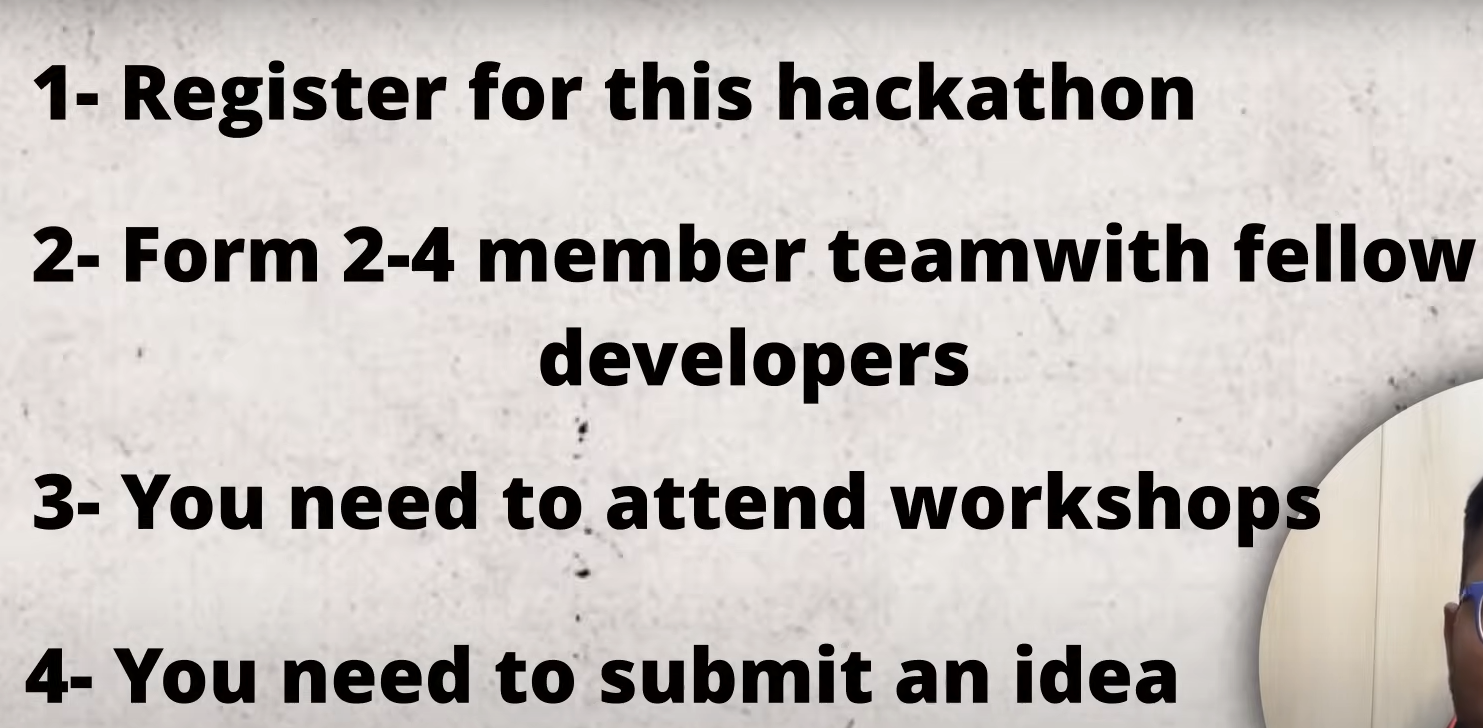 1- Register for this hackathon
2- Form 2-4 member teamwith fellow
developers
3- You need to attend workshops
4- You need to submit an idea